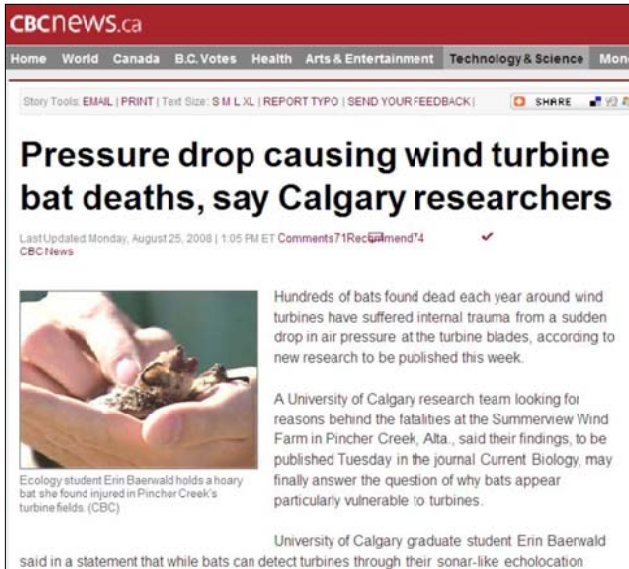 CBCnews.ca
Home World Canada B.C. Votes Health Arts & Entertainment Technology & Science Mon
Story Tools: EMAIL | PRINT | Text Size: S M L XL | REPORT TYPO | SEND YOUR FEEDBACK | SHARE
Pressure drop causing wind turbine
bat deaths, say Calgary researchers
Last Updated Monday, August 25, 2008 | 1:05 PM ET Comments71Recommend74
CBC News
Hundreds of bats found dead each year around wind
turbines have suffered internal trauma from a sudden
drop in air pressure at the turbine blades, according to
new research to be published this week.
A University of Calgary research team looking for
reasons behind the fatalities at the Summerview Wind
Farm in Pincher Creek, Alta., said their findings, to be
published Tuesday in the journal Current Biology, may
finally answer the question of why bats appear
particularly vulnerable to turbines.
Ecology student Erin Baerwald holds a hoary
bat she found injured in Pincher Creek's
turbine fields. (CBC)
University of Calgary graduate student Erin Baerwald
said in a statement that while bats can detect turbines through their sonar-like echolocation